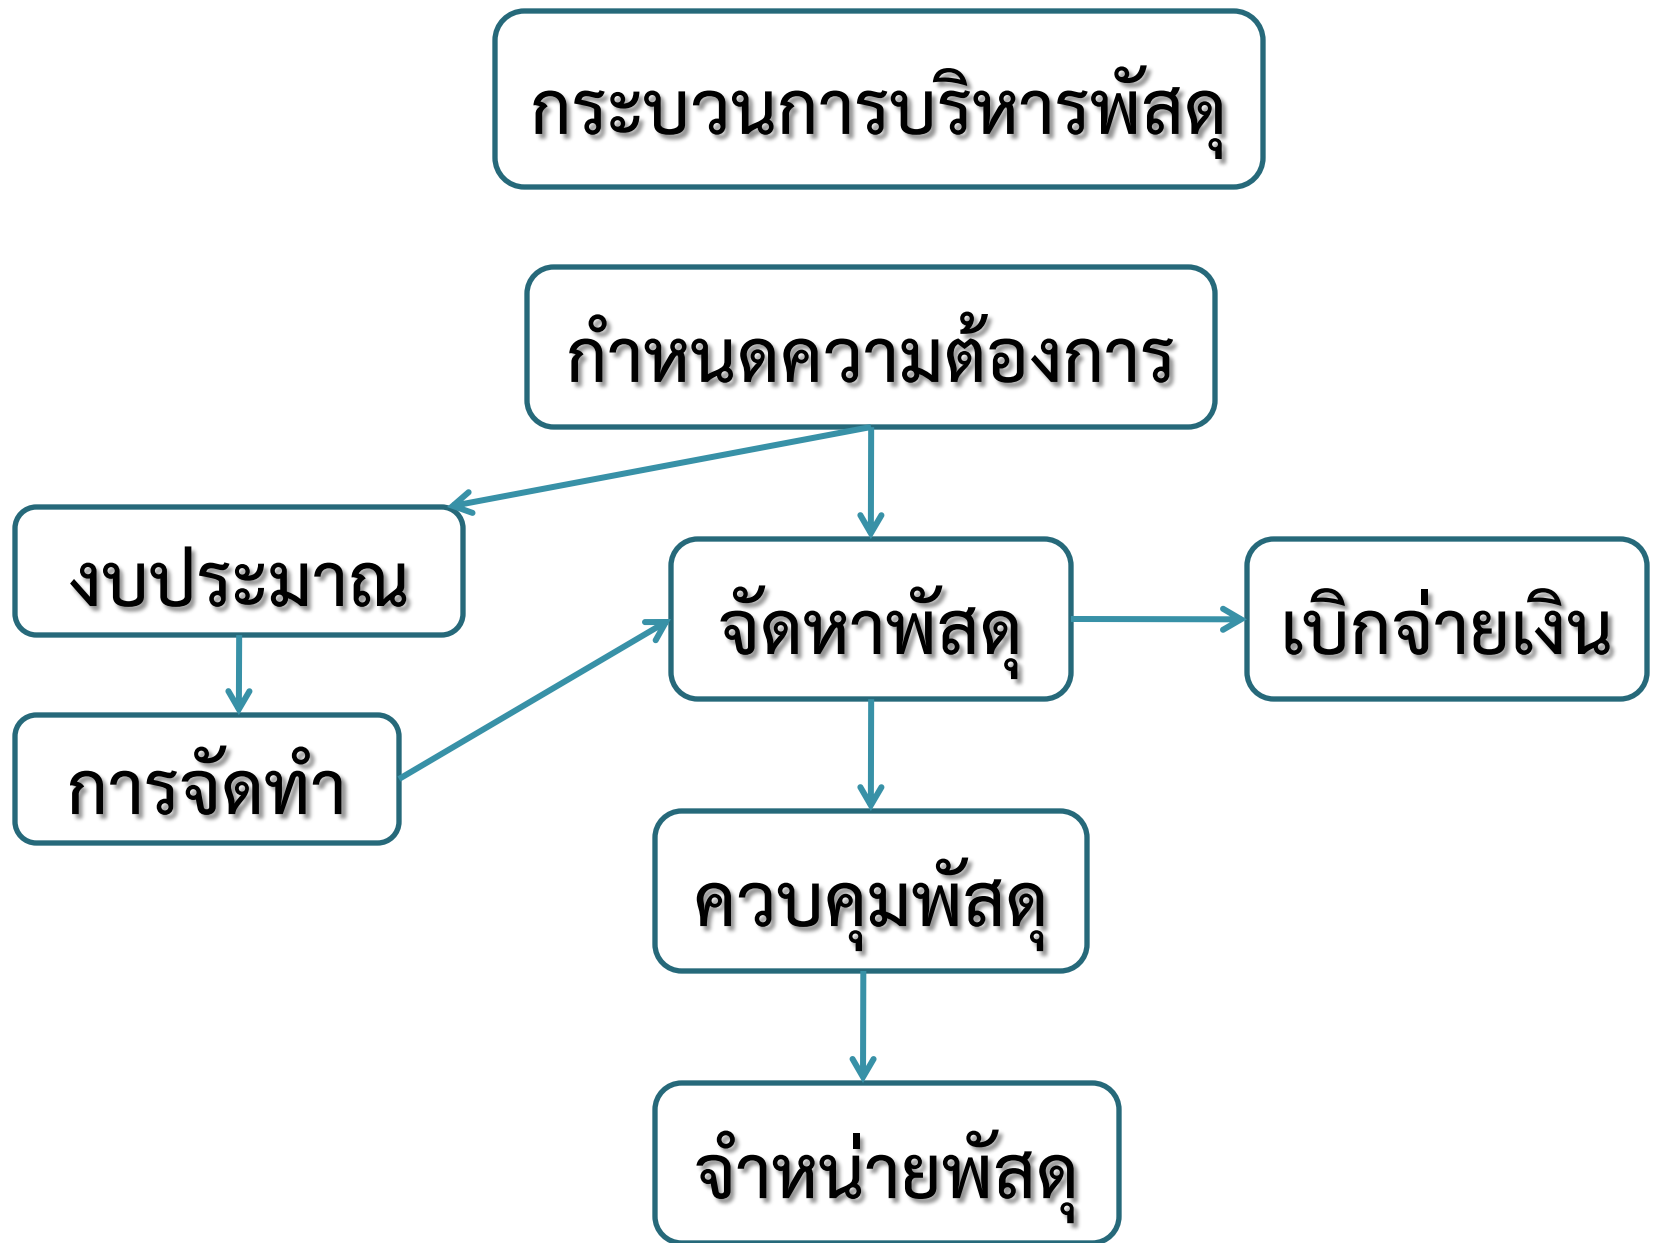 กระบวนการบริหารพัสดุ
กำหนดความต้องการ
งบประมาณ
จัดหาพัสดุ
เบิกจ่ายเงิน
การจัดทำ
ควบคุมพัสดุ
จำหน่ายพัสดุ